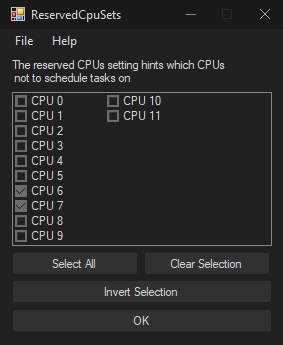 ReservedCpuSets
File Help
The reserved CPUs setting hints which CPUs
not to schedule tasks on
CPU 0
CPU 1
CPU 2
CPU 3
CPU 4
CPU 5
CPU 6
CPU 7
CPU 8
CPU 9
CPU 10
CPU 11
Select All
Clear Selection
Invert Selection
OK